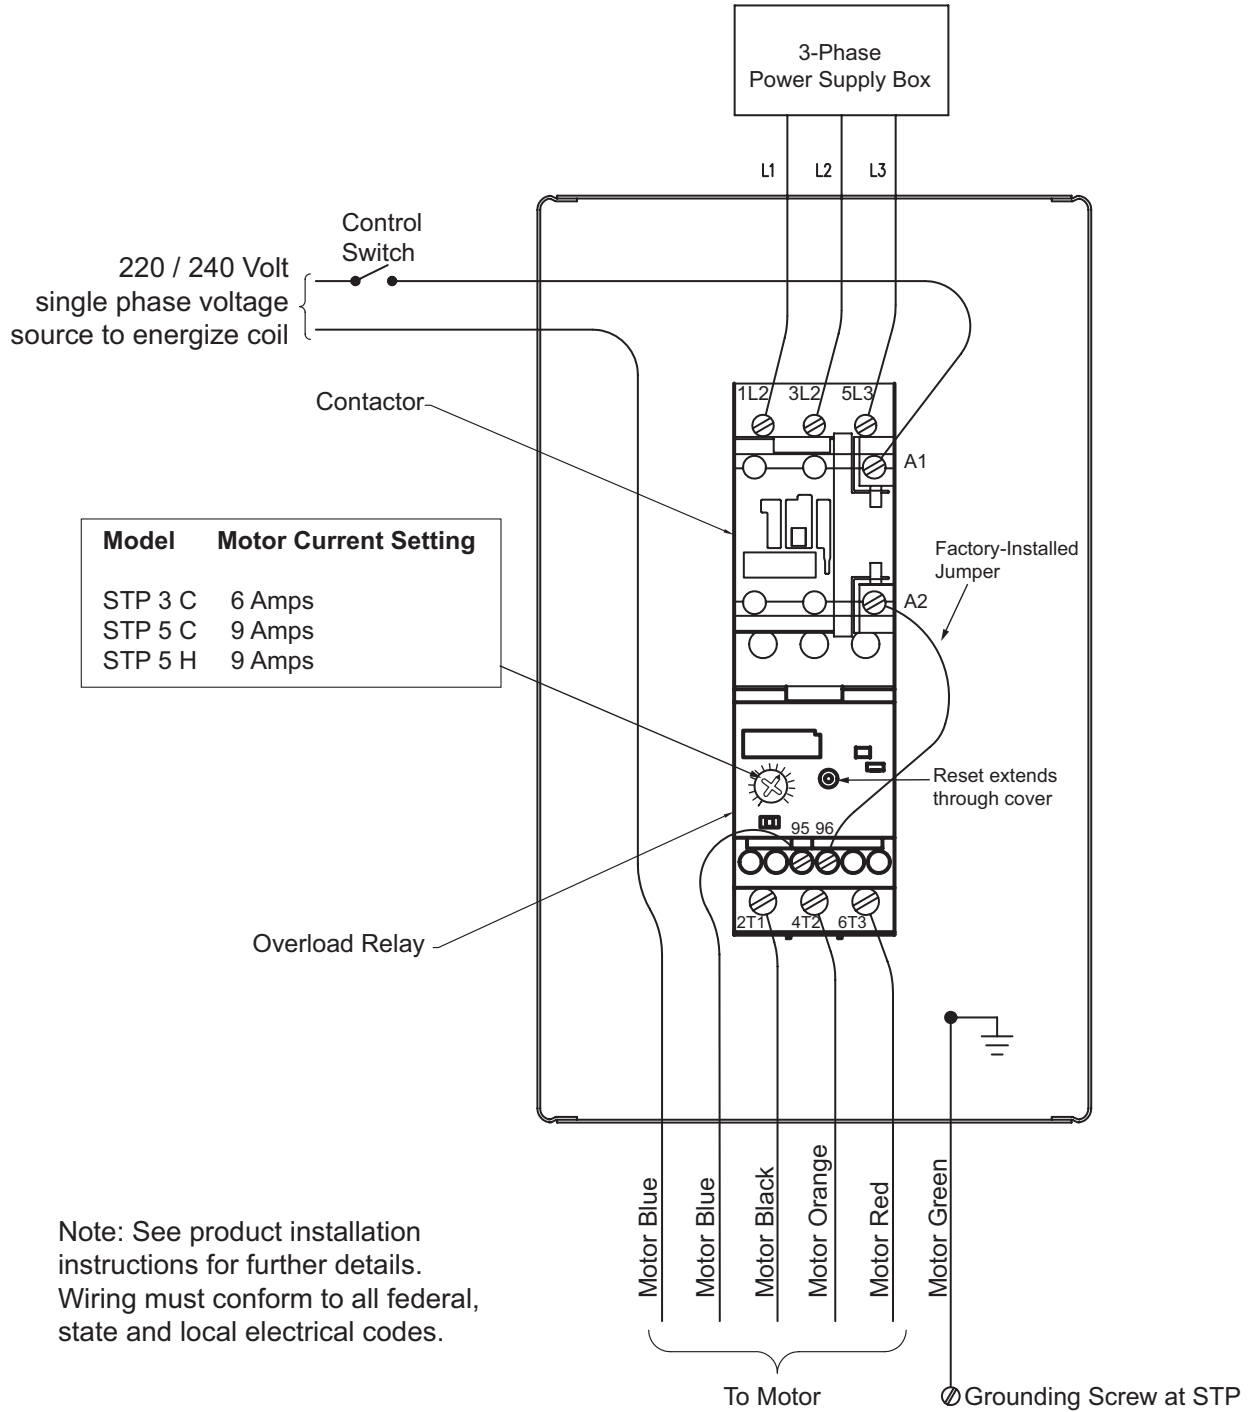 3-Phase
Power Supply Box
L1 L2 L3
Control
Switch
220 / 240 Volt
single phase voltage
source to energize coil
1L2 3L2 5L3
Contactor
A1
Model Motor Current Setting
STP 3 C 6 Amps
STP 5 C 9 Amps
STP 5 H 9 Amps
Factory-Installed
Jumper
A2
Reset extends
through cover
95 96
2T1 4T2 6T3
Overload Relay
Motor Blue
Motor Blue
Motor Black
Motor Orange
Motor Red
Motor Green
Note: See product installation
instructions for further details.
Wiring must conform to all federal,
state and local electrical codes.
To Motor
Grounding Screw at STP